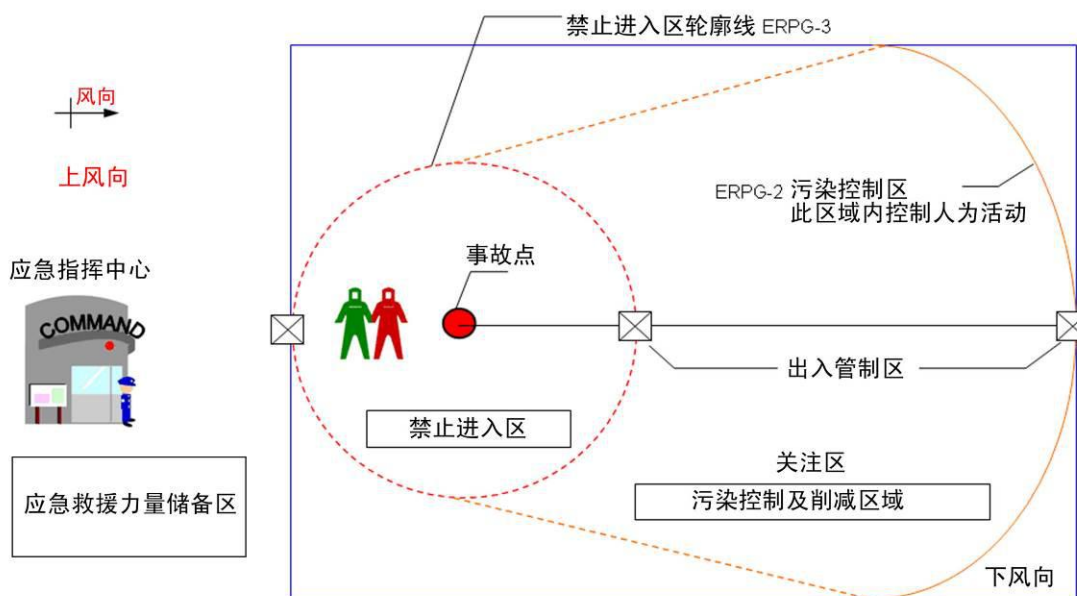 禁止进入区轮廓线 ERPG-3
风向
上风向
ERPG-2 污染控制区
此区域内控制人为活动
事故点
应急指挥中心
COMMAND
出入管制区
禁止进入区
关注区
应急救援力量储备区
污染控制及削减区域
下风向